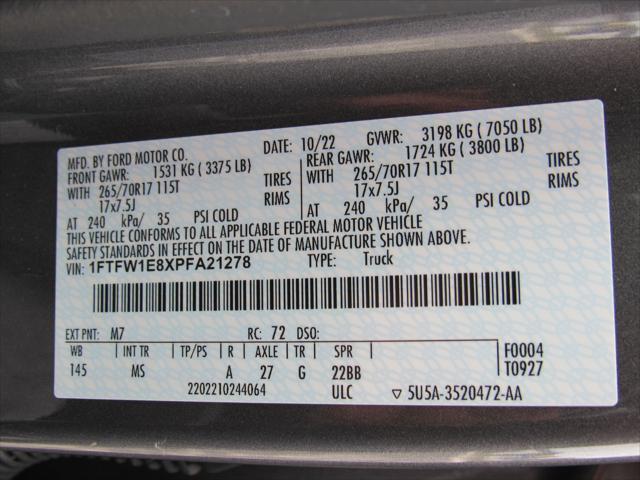 MFD. BY FORD MOTOR CO. DATE: 10/22 GVWR: 3198 KG ( 7050 LB)
FRONT GAWR: 1531 KG ( 3375 LB) REAR GAWR: 1724 KG ( 3800 LB)
WITH 265/70R17 115T TIRES WITH 265/70R17 115T TIRES
17x7.5J RIMS 17x7.5J RIMS
AT 240 kPa/ 35 PSI COLD AT 240 kPa/ 35 PSI COLD
THIS VEHICLE CONFORMS TO ALL APPLICABLE FEDERAL MOTOR VEHICLE
SAFETY STANDARDS IN EFFECT ON THE DATE OF MANUFACTURE SHOWN ABOVE.
VIN: 1FTFW1E8XPFA21278 TYPE: Truck
EXT PNT: M7 RC: 72 DSO:
WB INT TR TP/PS R AXLE TR SPR F0004
145 MS A 27 G 22BB T0927
2202210244064 ULC ▽ 5U5A-3520472-AA